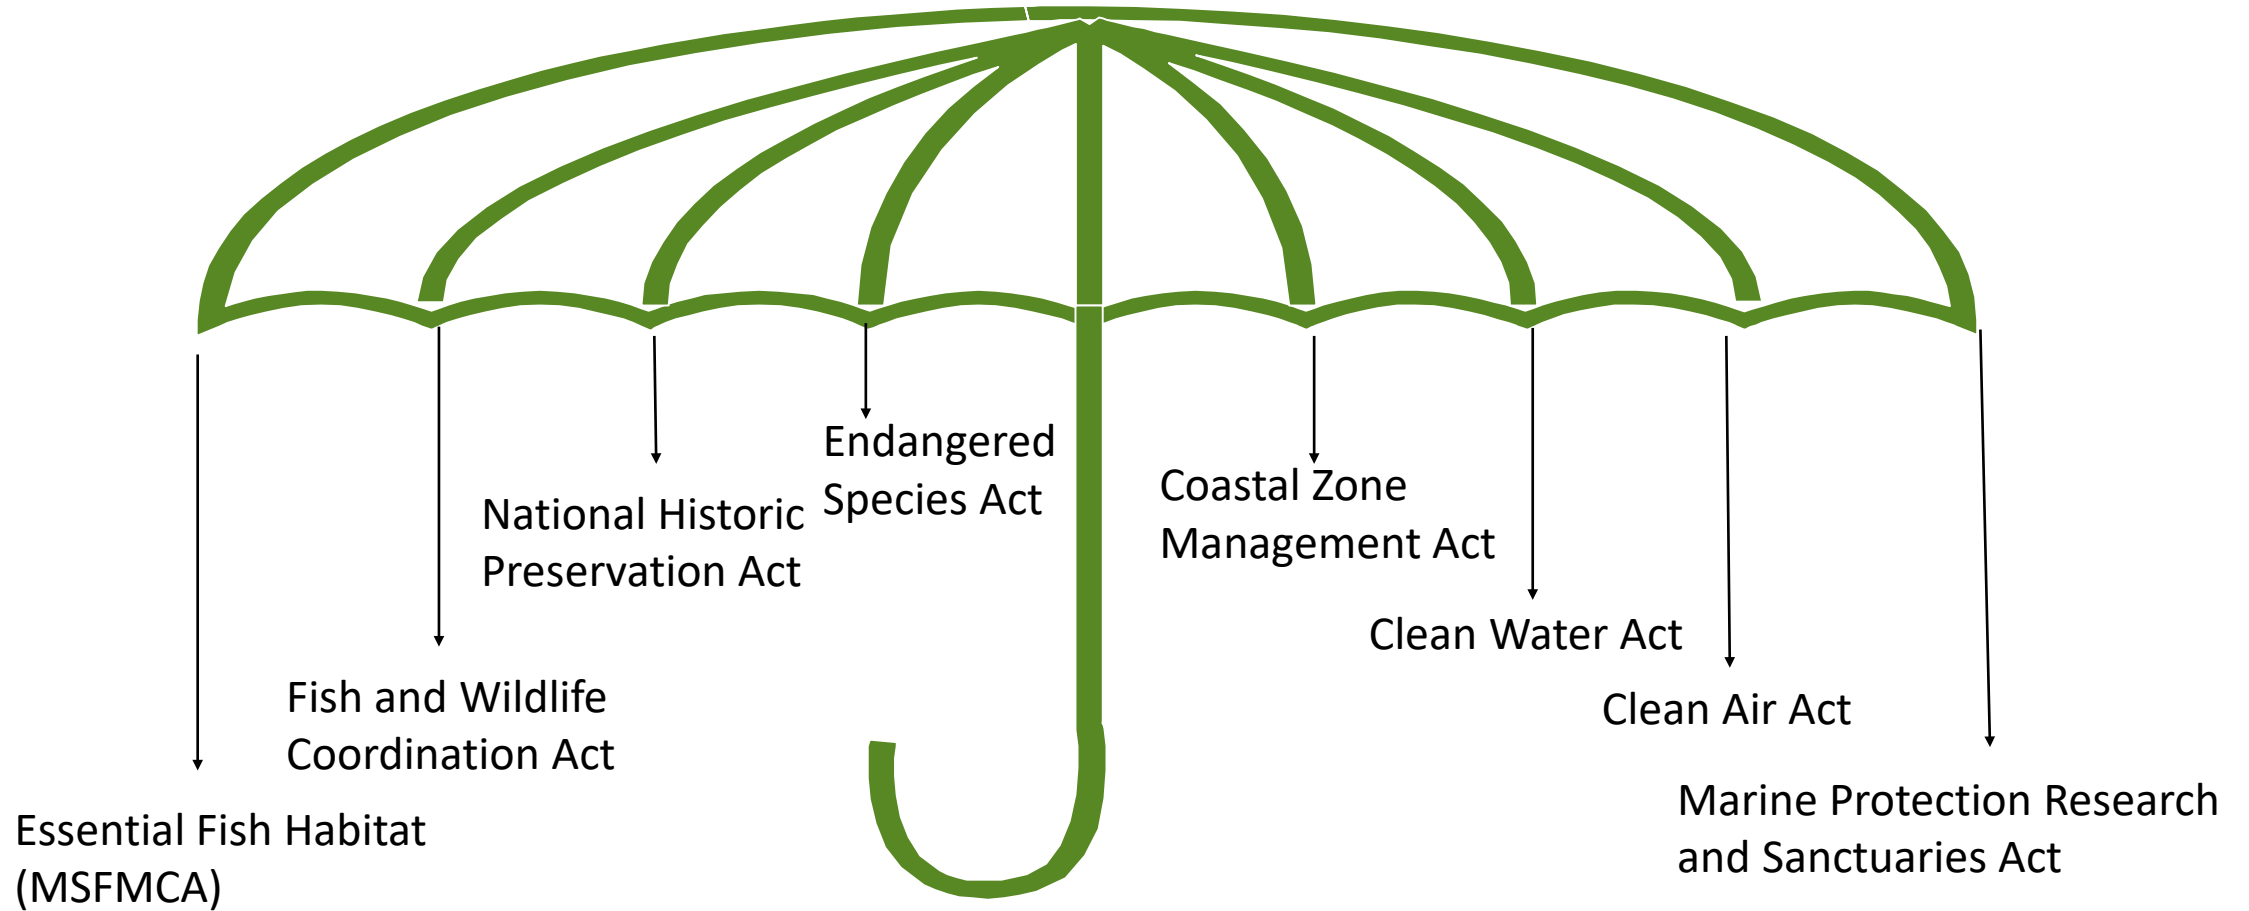 Essential Fish Habitat
(MSFMCA)
Fish and Wildlife
Coordination Act
National Historic
Preservation Act
Endangered
Species Act
Coastal Zone
Management Act
Clean Water Act
Clean Air Act
Marine Protection Research
and Sanctuaries Act